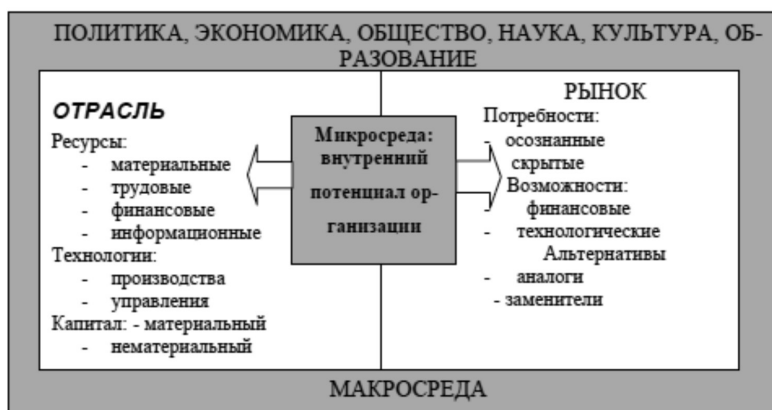 ПОЛИТИКА, ЭКОНОМИКА, ОБЩЕСТВО, НАУКА, КУЛЬТУРА, ОБ-
РАЗОВАНИЕ
ОТРАСЛЬ
Ресурсы:
- материальные
- трудовые
- финансовые
- информационные
Технологии:
- производства
- управления
Капитал: - материальный
- нематериальный
Микросреда:
внутренний
потенциал ор-
ганизации
РЫНОК
Потребности:
- осознанные
скрытые
Возможности:
- финансовые
- технологические
Альтернативы
- аналоги
- заменители
МАКРОСРЕДА